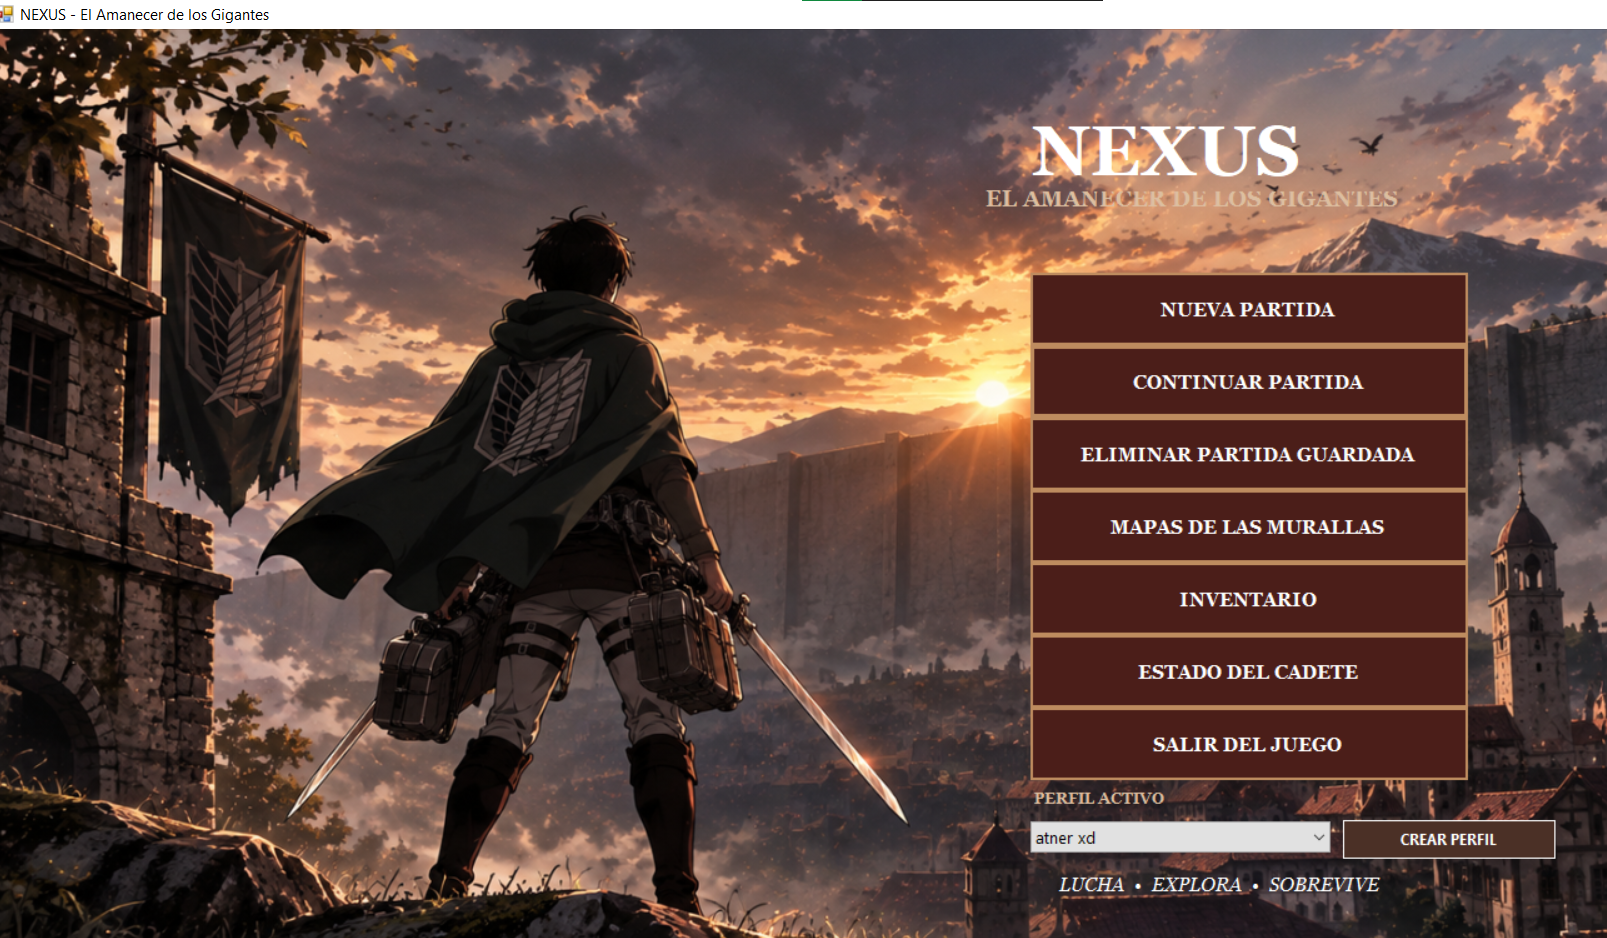 NEXUS - El Amanecer de los Gigantes
NEXUS
EL AMANECER DE LOS GIGANTES
NUEVA PARTIDA
CONTINUAR PARTIDA
ELIMINAR PARTIDA GUARDADA
MAPAS DE LAS MURALLAS
INVENTARIO
ESTADO DEL CADETE
SALIR DEL JUEGO
PERFIL ACTIVO
atner xd
CREAR PERFIL
LUCHA • EXPLORA • SOBREVIVE